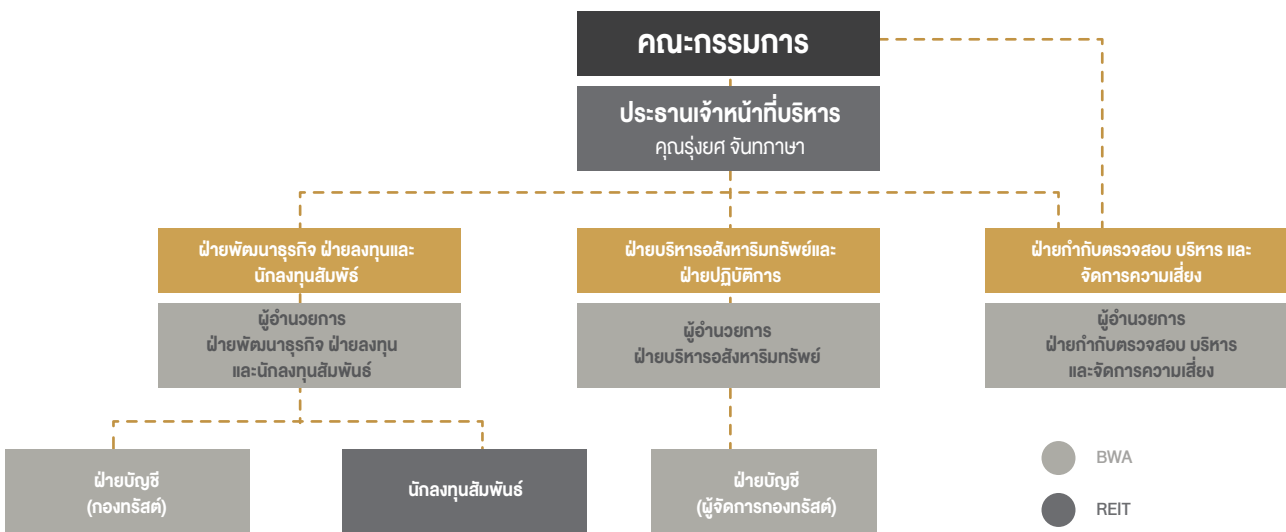 คณะกรรมการ
ประธานเจ้าหน้าที่บริหาร
คุณรุ่งยศ จันทภาษา
ฝ่ายพัฒนาธุรกิจ ฝ่ายลงทุนและ
นักลงทุนสัมพัธ์
ฝ่ายบริหารอสังหาริมทรัพย์และ
ฝ่ายปฏิบัติการ
ฝ่ายกำกับตรวจสอบ บริหาร และ
จัดการความเสี่ยง
ผู้อำนวยการ
ฝ่ายพัฒนาธุรกิจ ฝ่ายลงทุน
และนักลงทุนสัมพันธ์
ผู้อำนวยการ
ฝ่ายบริหารอสังหาริมทรัพย์
ผู้อำนวยการ
ฝ่ายกำกับตรวจสอบ บริหาร
และจัดการความเสี่ยง
ฝ่ายบัญชี
(กองทรัสต์)
นักลงทุนสัมพันธ์
ฝ่ายบัญชี
(ผู้จัดการกองทรัสต์)
BWA
REIT